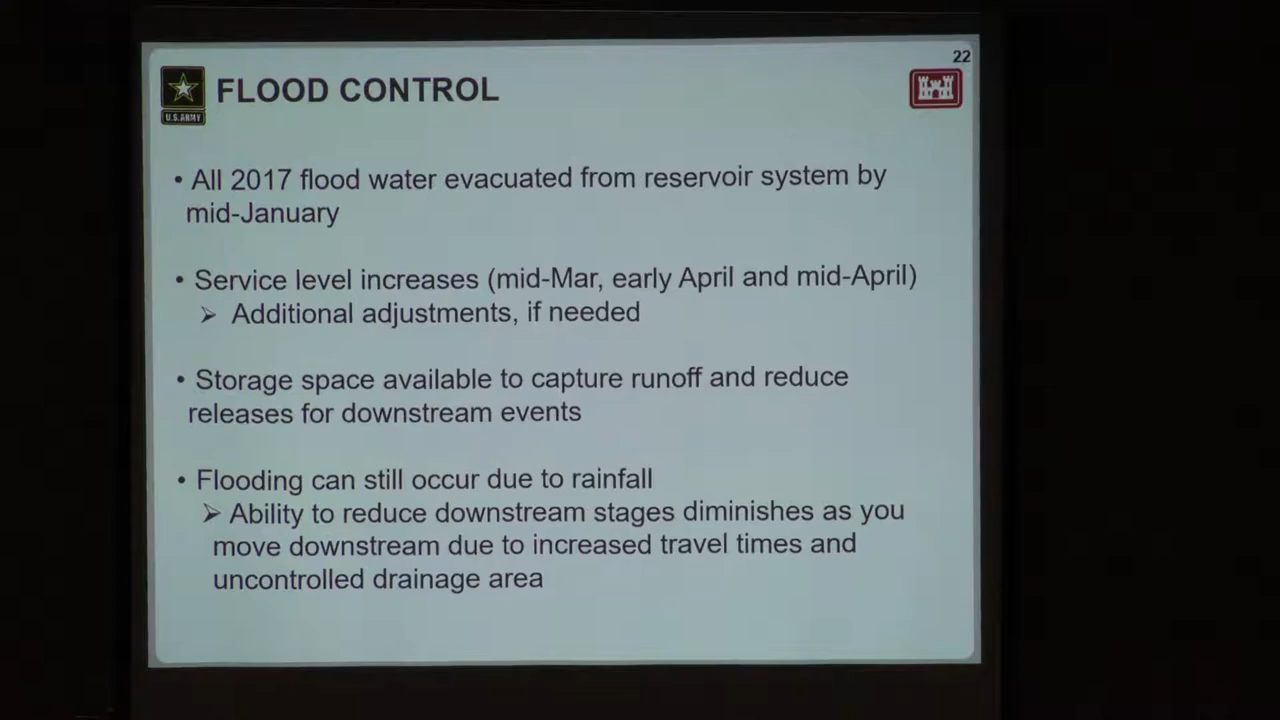 22
FLOOD CONTROL
U.S.ARMY
• All 2017 flood water evacuated from reservoir system by
mid-January
• Service level increases (mid-Mar, early April and mid-April)
➢ Additional adjustments, if needed
• Storage space available to capture runoff and reduce
releases for downstream events
• Flooding can still occur due to rainfall
➢ Ability to reduce downstream stages diminishes as you
move downstream due to increased travel times and
uncontrolled drainage area